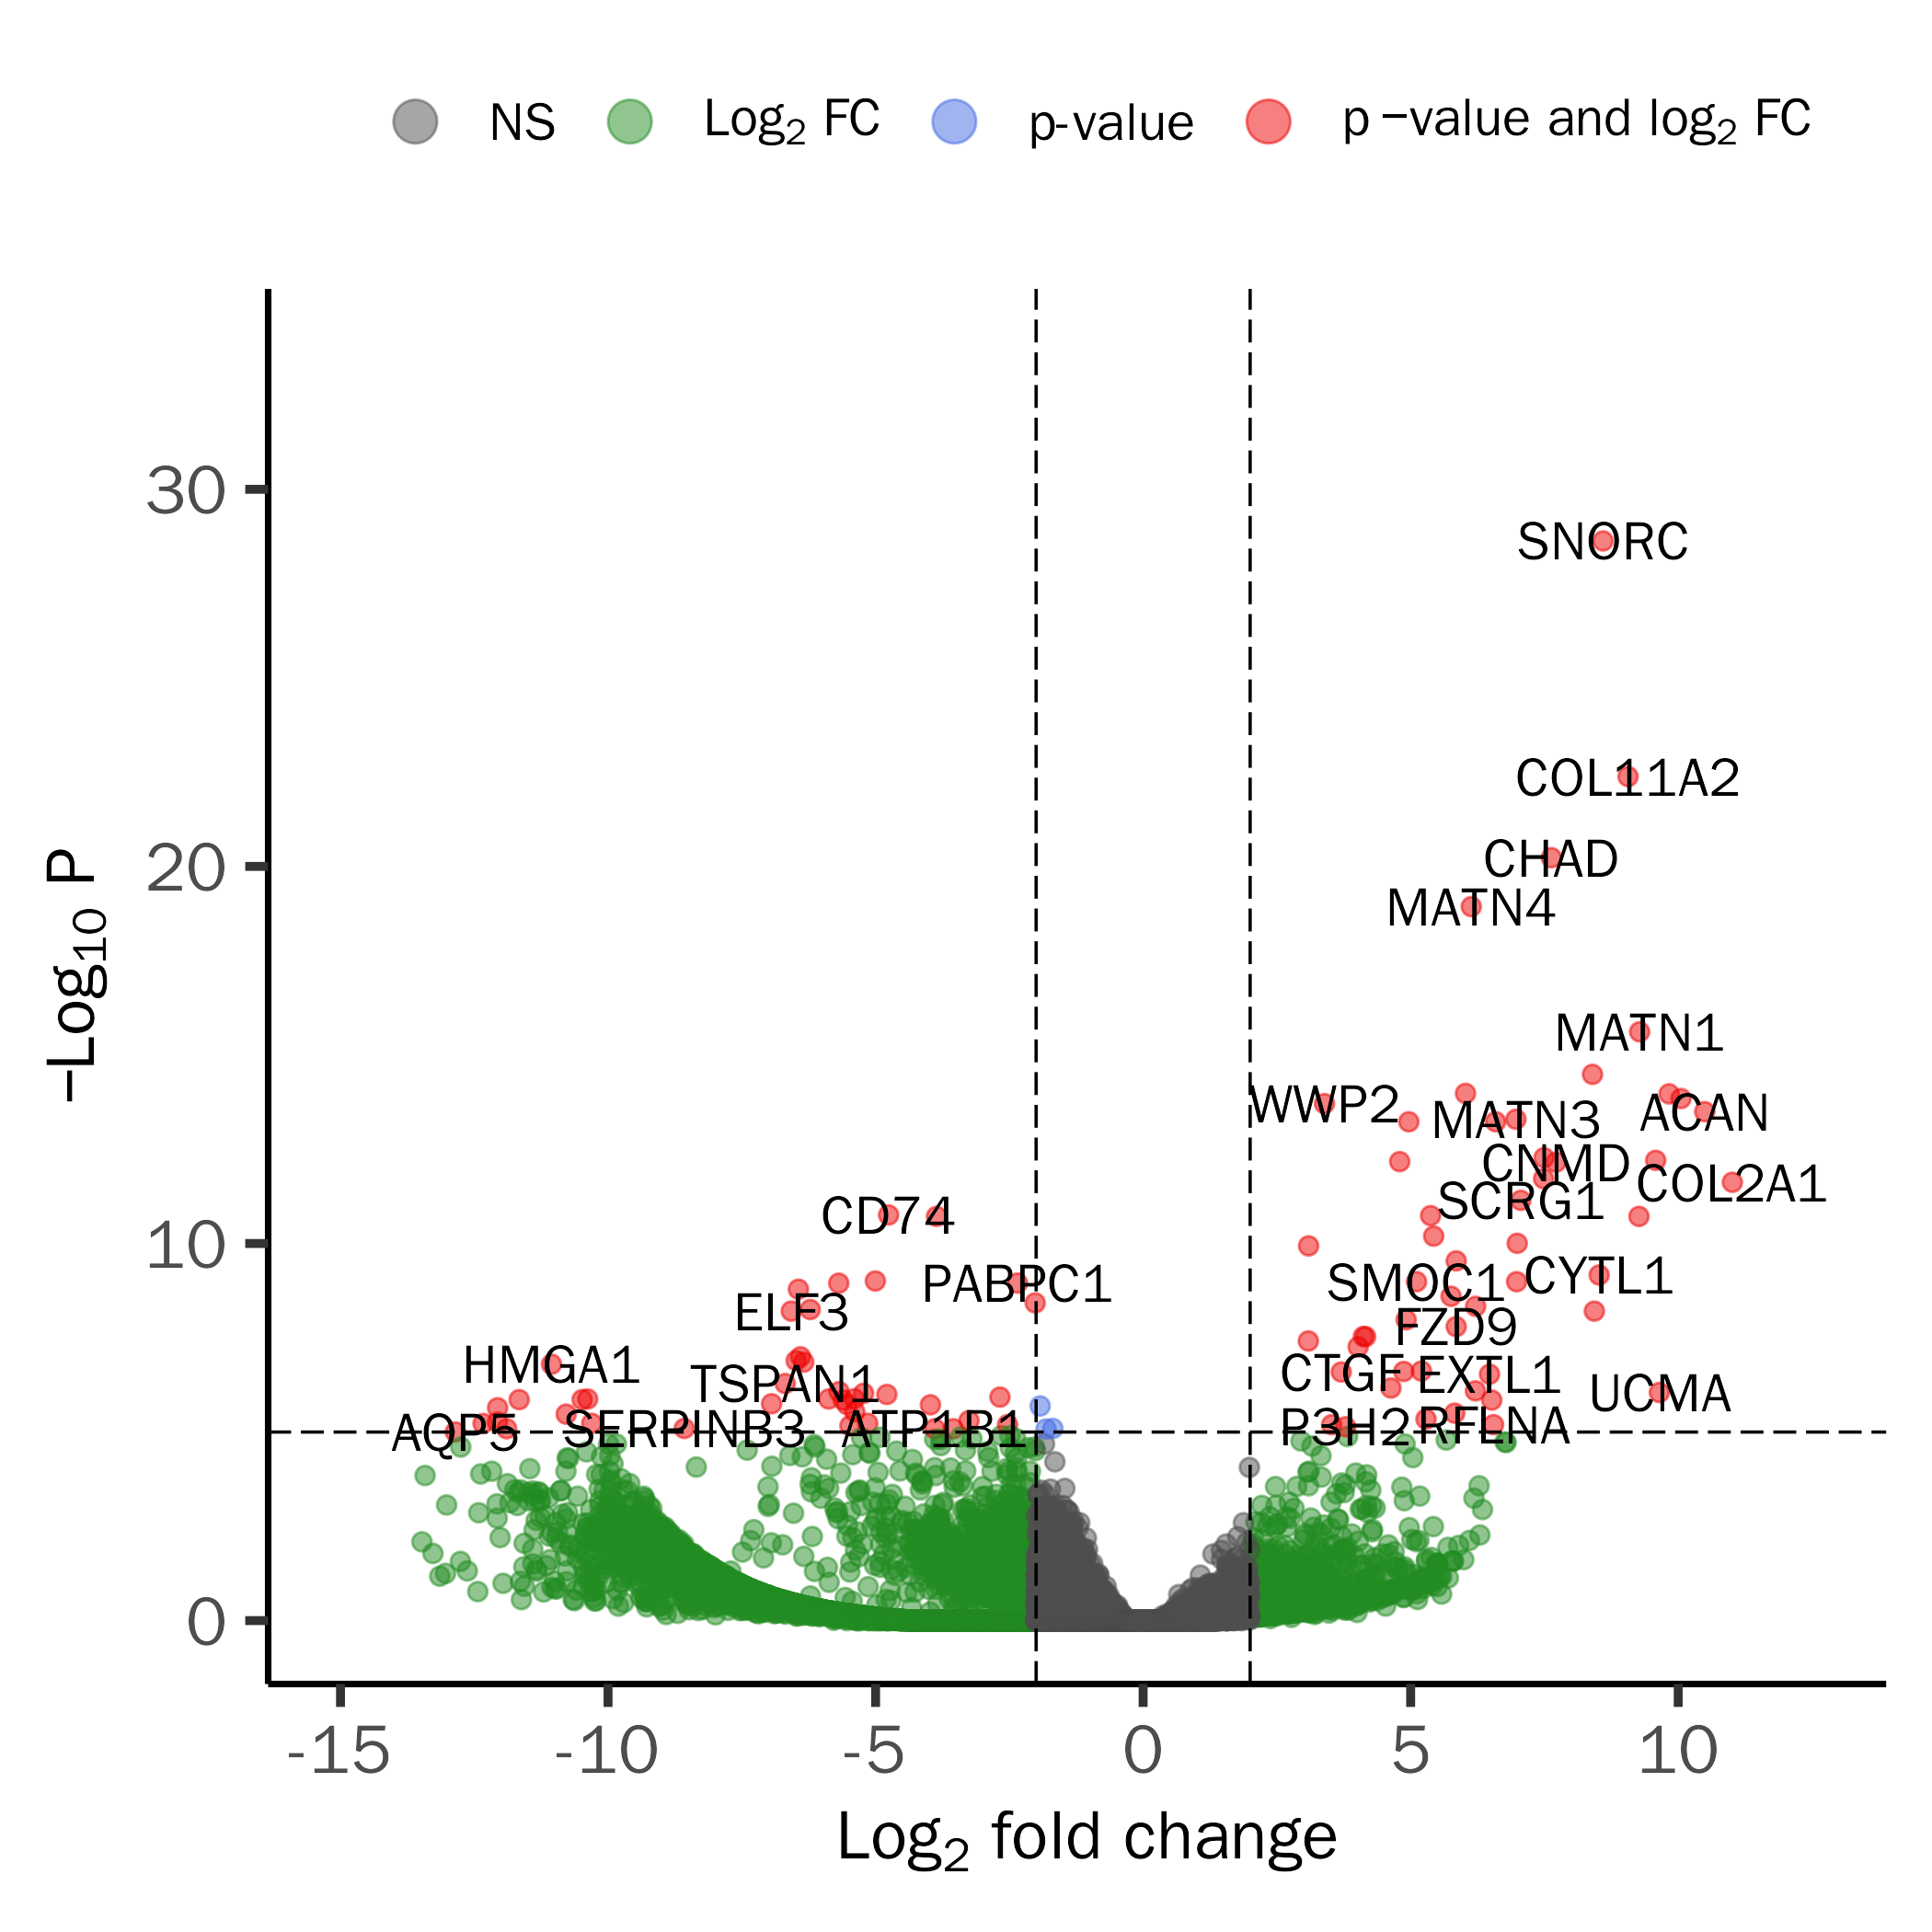 NS Log2 FC p-value p −value and log2 FC
30
SNORC
COL11A2
20
CHAD
MATN4
−Log10 P
MATN1
WWP2
MATN3
ACAN
CNMD
COL2A1
SCRG1
CD74
10
PABPC1
SMOC1
CYTL1
ELF3
FZD9
HMGA1
TSPAN1
CTGF
EXTL1
UCMA
AQP5
SERPINB3
ATP1B1
P3H2
RFLNA
0
-15 -10 -5 0 5 10
Log2 fold change